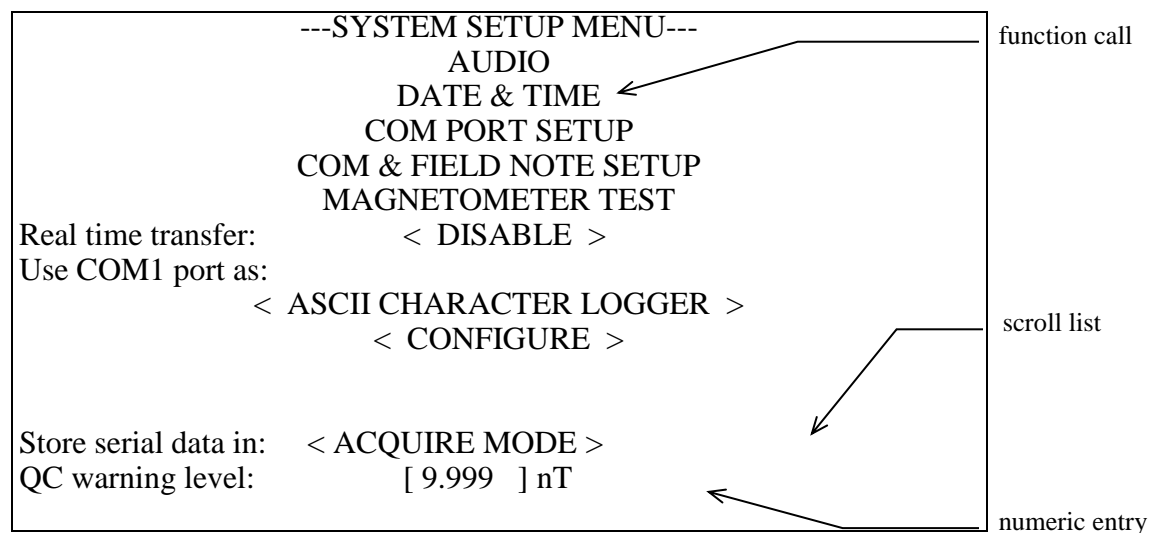 ---SYSTEM SETUP MENU---
function call
AUDIO
DATE & TIME
COM PORT SETUP
COM & FIELD NOTE SETUP
MAGNETOMETER TEST
Real time transfer: < DISABLE >
Use COM1 port as:
< ASCII CHARACTER LOGGER >
scroll list
< CONFIGURE >
Store serial data in: < ACQUIRE MODE >
QC warning level: [ 9.999 ] nT
numeric entry